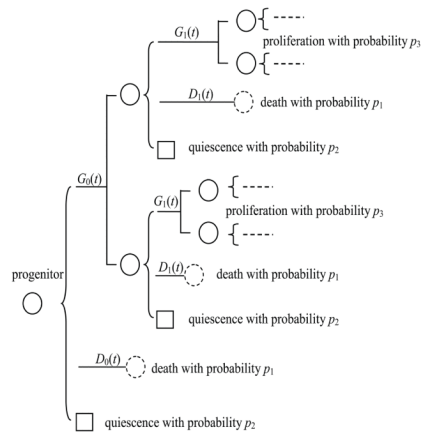 G₁(t)
proliferation with probability p₃
D₁(t)
death with probability p₁
quiescence with probability p₂
G₀(t)
G₁(t)
proliferation with probability p₃
progenitor
D₁(t)
death with probability p₁
quiescence with probability p₂
D₀(t)
death with probability p₁
quiescence with probability p₂